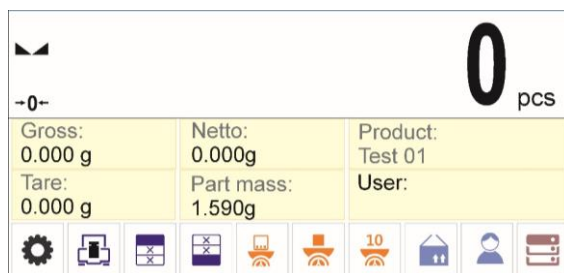 0 pcs
→0←
Gross:
0.000 g
Netto:
0.000g
Product:
Test 01
Tare:
0.000 g
Part mass:
1.590g
User:
10